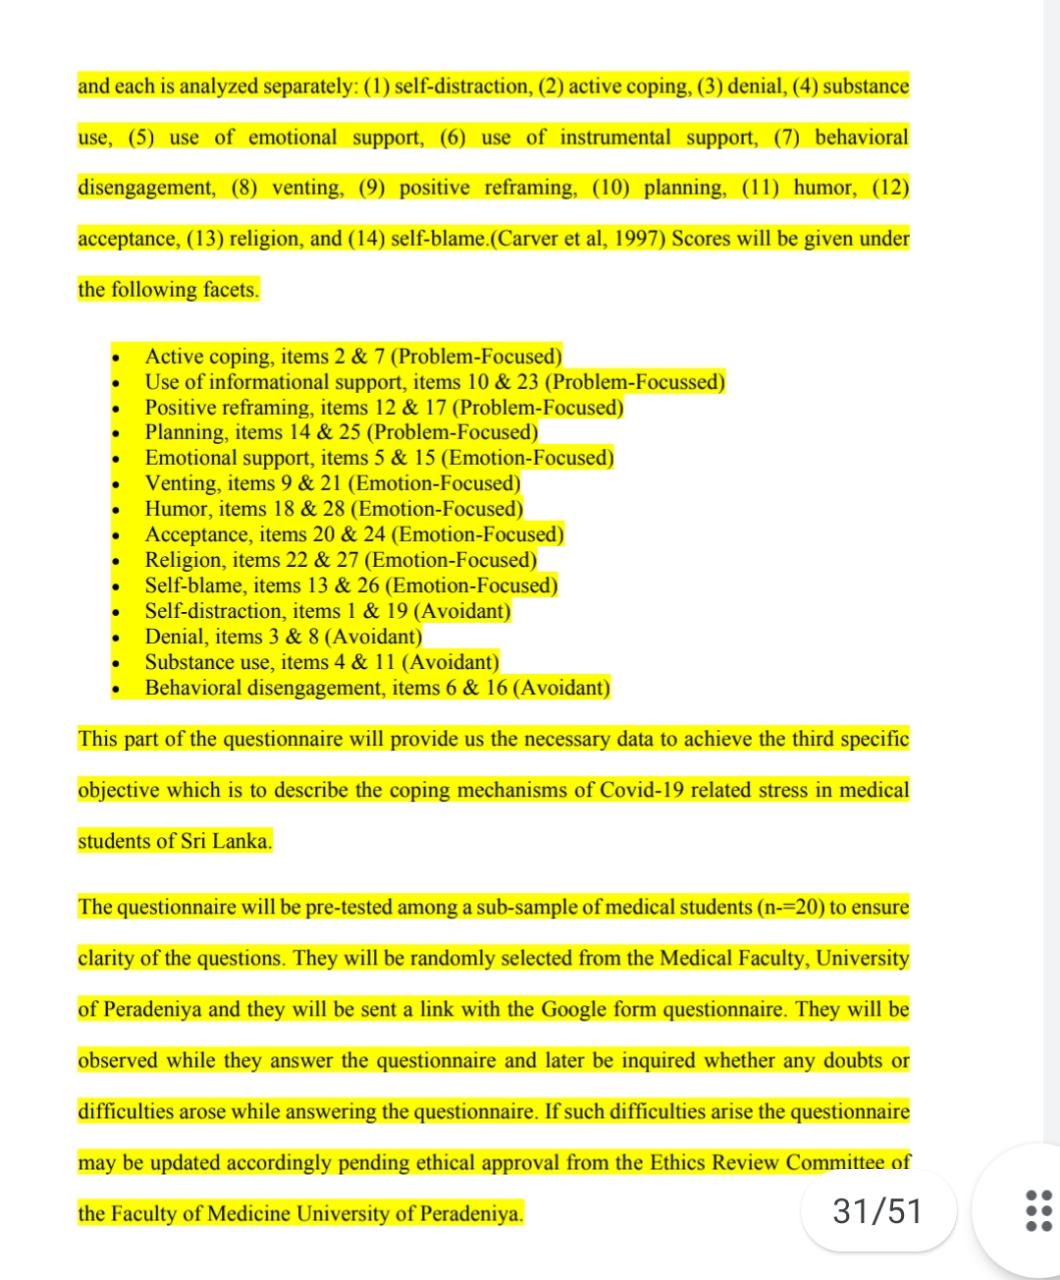 and each is analyzed separately: (1) self-distraction, (2) active coping, (3) denial, (4) substance
use, (5) use of emotional support, (6) use of instrumental support, (7) behavioral
disengagement, (8) venting, (9) positive reframing, (10) planning, (11) humor, (12)
acceptance, (13) religion, and (14) self-blame.(Carver et al, 1997) Scores will be given under
the following facets.
• Active coping, items 2 & 7 (Problem-Focused)
• Use of informational support, items 10 & 23 (Problem-Focussed)
• Positive reframing, items 12 & 17 (Problem-Focused)
• Planning, items 14 & 25 (Problem-Focused)
• Emotional support, items 5 & 15 (Emotion-Focused)
• Venting, items 9 & 21 (Emotion-Focused)
• Humor, items 18 & 28 (Emotion-Focused)
• Acceptance, items 20 & 24 (Emotion-Focused)
• Religion, items 22 & 27 (Emotion-Focused)
• Self-blame, items 13 & 26 (Emotion-Focused)
• Self-distraction, items 1 & 19 (Avoidant)
• Denial, items 3 & 8 (Avoidant)
• Substance use, items 4 & 11 (Avoidant)
• Behavioral disengagement, items 6 & 16 (Avoidant)
This part of the questionnaire will provide us the necessary data to achieve the third specific
objective which is to describe the coping mechanisms of Covid-19 related stress in medical
students of Sri Lanka.
The questionnaire will be pre-tested among a sub-sample of medical students (n-=20) to ensure
clarity of the questions. They will be randomly selected from the Medical Faculty, University
of Peradeniya and they will be sent a link with the Google form questionnaire. They will be
observed while they answer the questionnaire and later be inquired whether any doubts or
difficulties arose while answering the questionnaire. If such difficulties arise the questionnaire
may be updated accordingly pending ethical approval from the Ethics Review Committee of
the Faculty of Medicine University of Peradeniya.
31/51